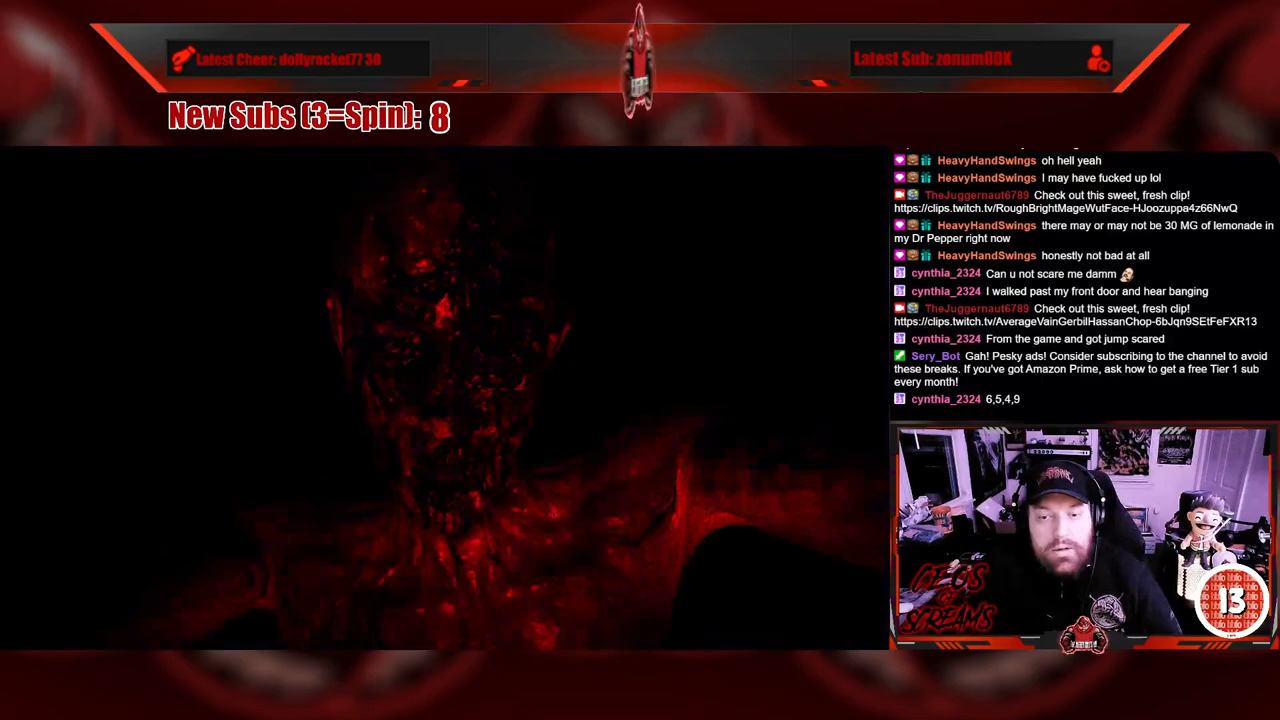 Latest Cheer: dollyrocket77 30
Latest Sub: zonum00X
New Subs (3=Spin): 8
HeavyHandSwings oh hell yeah
HeavyHandSwings I may have fucked up lol
TheJuggernaut6789 Check out this sweet, fresh clip!
https://clips.twitch.tv/RoughBrightMageWutFace-HJoozuppa4z66NwQ
HeavyHandSwings there may or may not be 30 MG of lemonade in
my Dr Pepper right now
HeavyHandSwings honestly not bad at all
cynthia_2324 Can u not scare me damm
cynthia_2324 I walked past my front door and hear banging
TheJuggernaut6789 Check out this sweet, fresh clip!
https://clips.twitch.tv/AverageVainGerbilHassanChop-6bJqn9SEtFeFXR13
cynthia_2324 From the game and got jump scared
Sery_Bot Gah! Pesky ads! Consider subscribing to the channel to avoid
these breaks. If you've got Amazon Prime, ask how to get a free Tier 1 sub
every month!
cynthia_2324 6,5,4,9
OF
SCREAMS
13